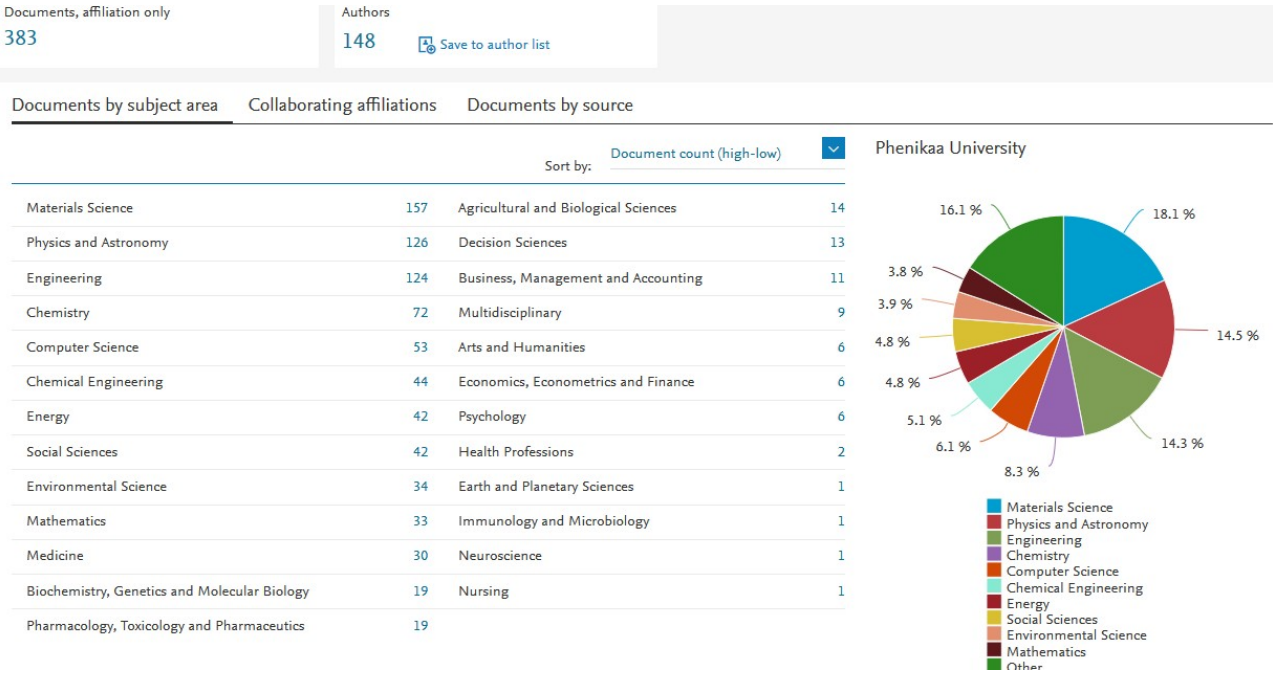 Documents, affiliation only
383
Authors
148 Save to author list
Documents by subject area Collaborating affiliations Documents by source
Sort by: Document count (high-low)
Materials Science 157
Physics and Astronomy 126
Engineering 124
Chemistry 72
Computer Science 53
Chemical Engineering 44
Energy 42
Social Sciences 42
Environmental Science 34
Mathematics 33
Medicine 30
Biochemistry, Genetics and Molecular Biology 19
Pharmacology, Toxicology and Pharmaceutics 19
Agricultural and Biological Sciences 14
Decision Sciences 13
Business, Management and Accounting 11
Multidisciplinary 9
Arts and Humanities 6
Economics, Econometrics and Finance 6
Psychology 6
Health Professions 2
Earth and Planetary Sciences 1
Immunology and Microbiology 1
Neuroscience 1
Nursing 1
Phenikaa University
16.1 %
18.1 %
3.8 %
3.9 %
4.8 %
14.5 %
4.8 %
5.1 %
6.1 %
14.3 %
8.3 %
Materials Science
Physics and Astronomy
Engineering
Chemistry
Computer Science
Chemical Engineering
Energy
Social Sciences
Environmental Science
Mathematics
Other